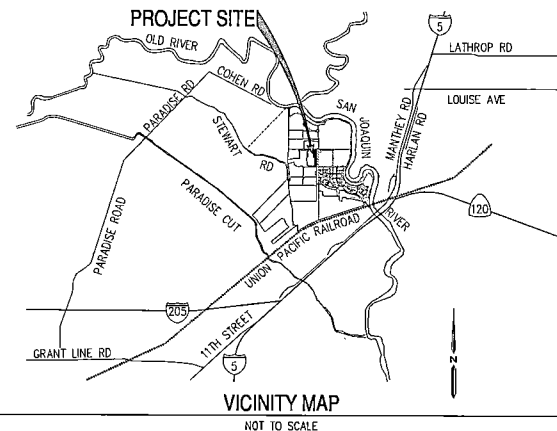 PROJECT SITE
OLD RIVER
COHEN RD
PARADISE RD
STEWART RD
SAN JOAQUIN RIVER
MANTHEY RD
HARLAN RD
5
LATHROP RD
LOUISE AVE
120
PARADISE CUT
PARADISE ROAD
UNION PACIFIC RAILROAD
205
11TH STREET
GRANT LINE RD
5
N
VICINITY MAP
NOT TO SCALE